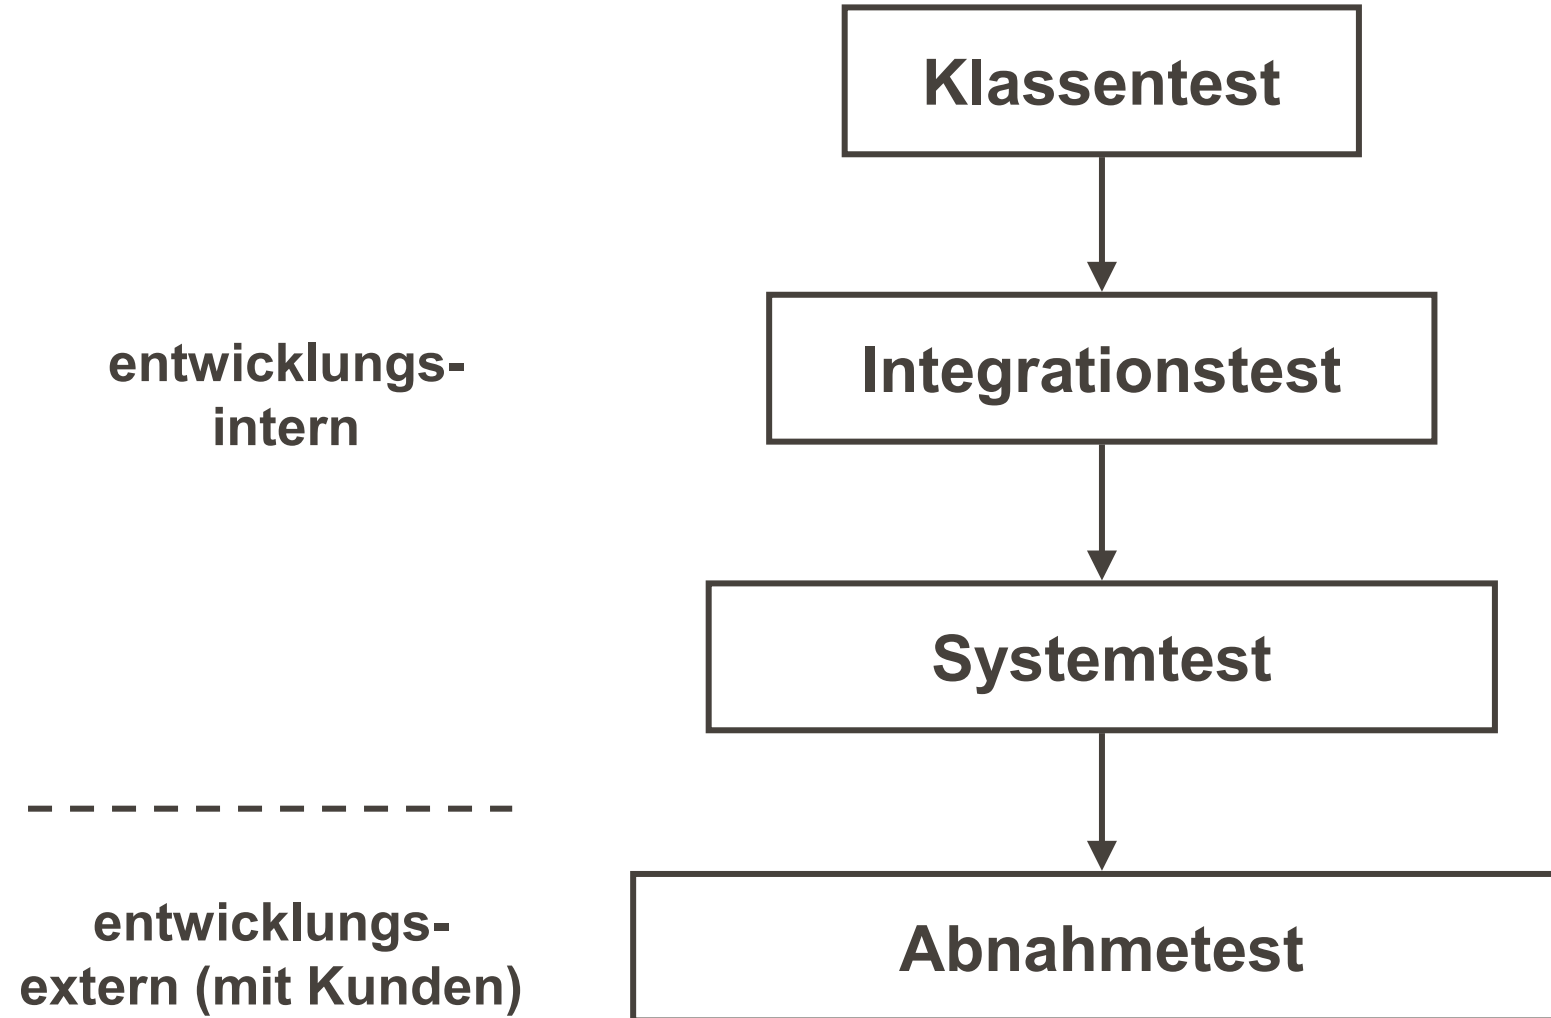 Klassentest
Integrationstest
entwicklungs-
intern
Systemtest
entwicklungs-
extern (mit Kunden)
Abnahmetest